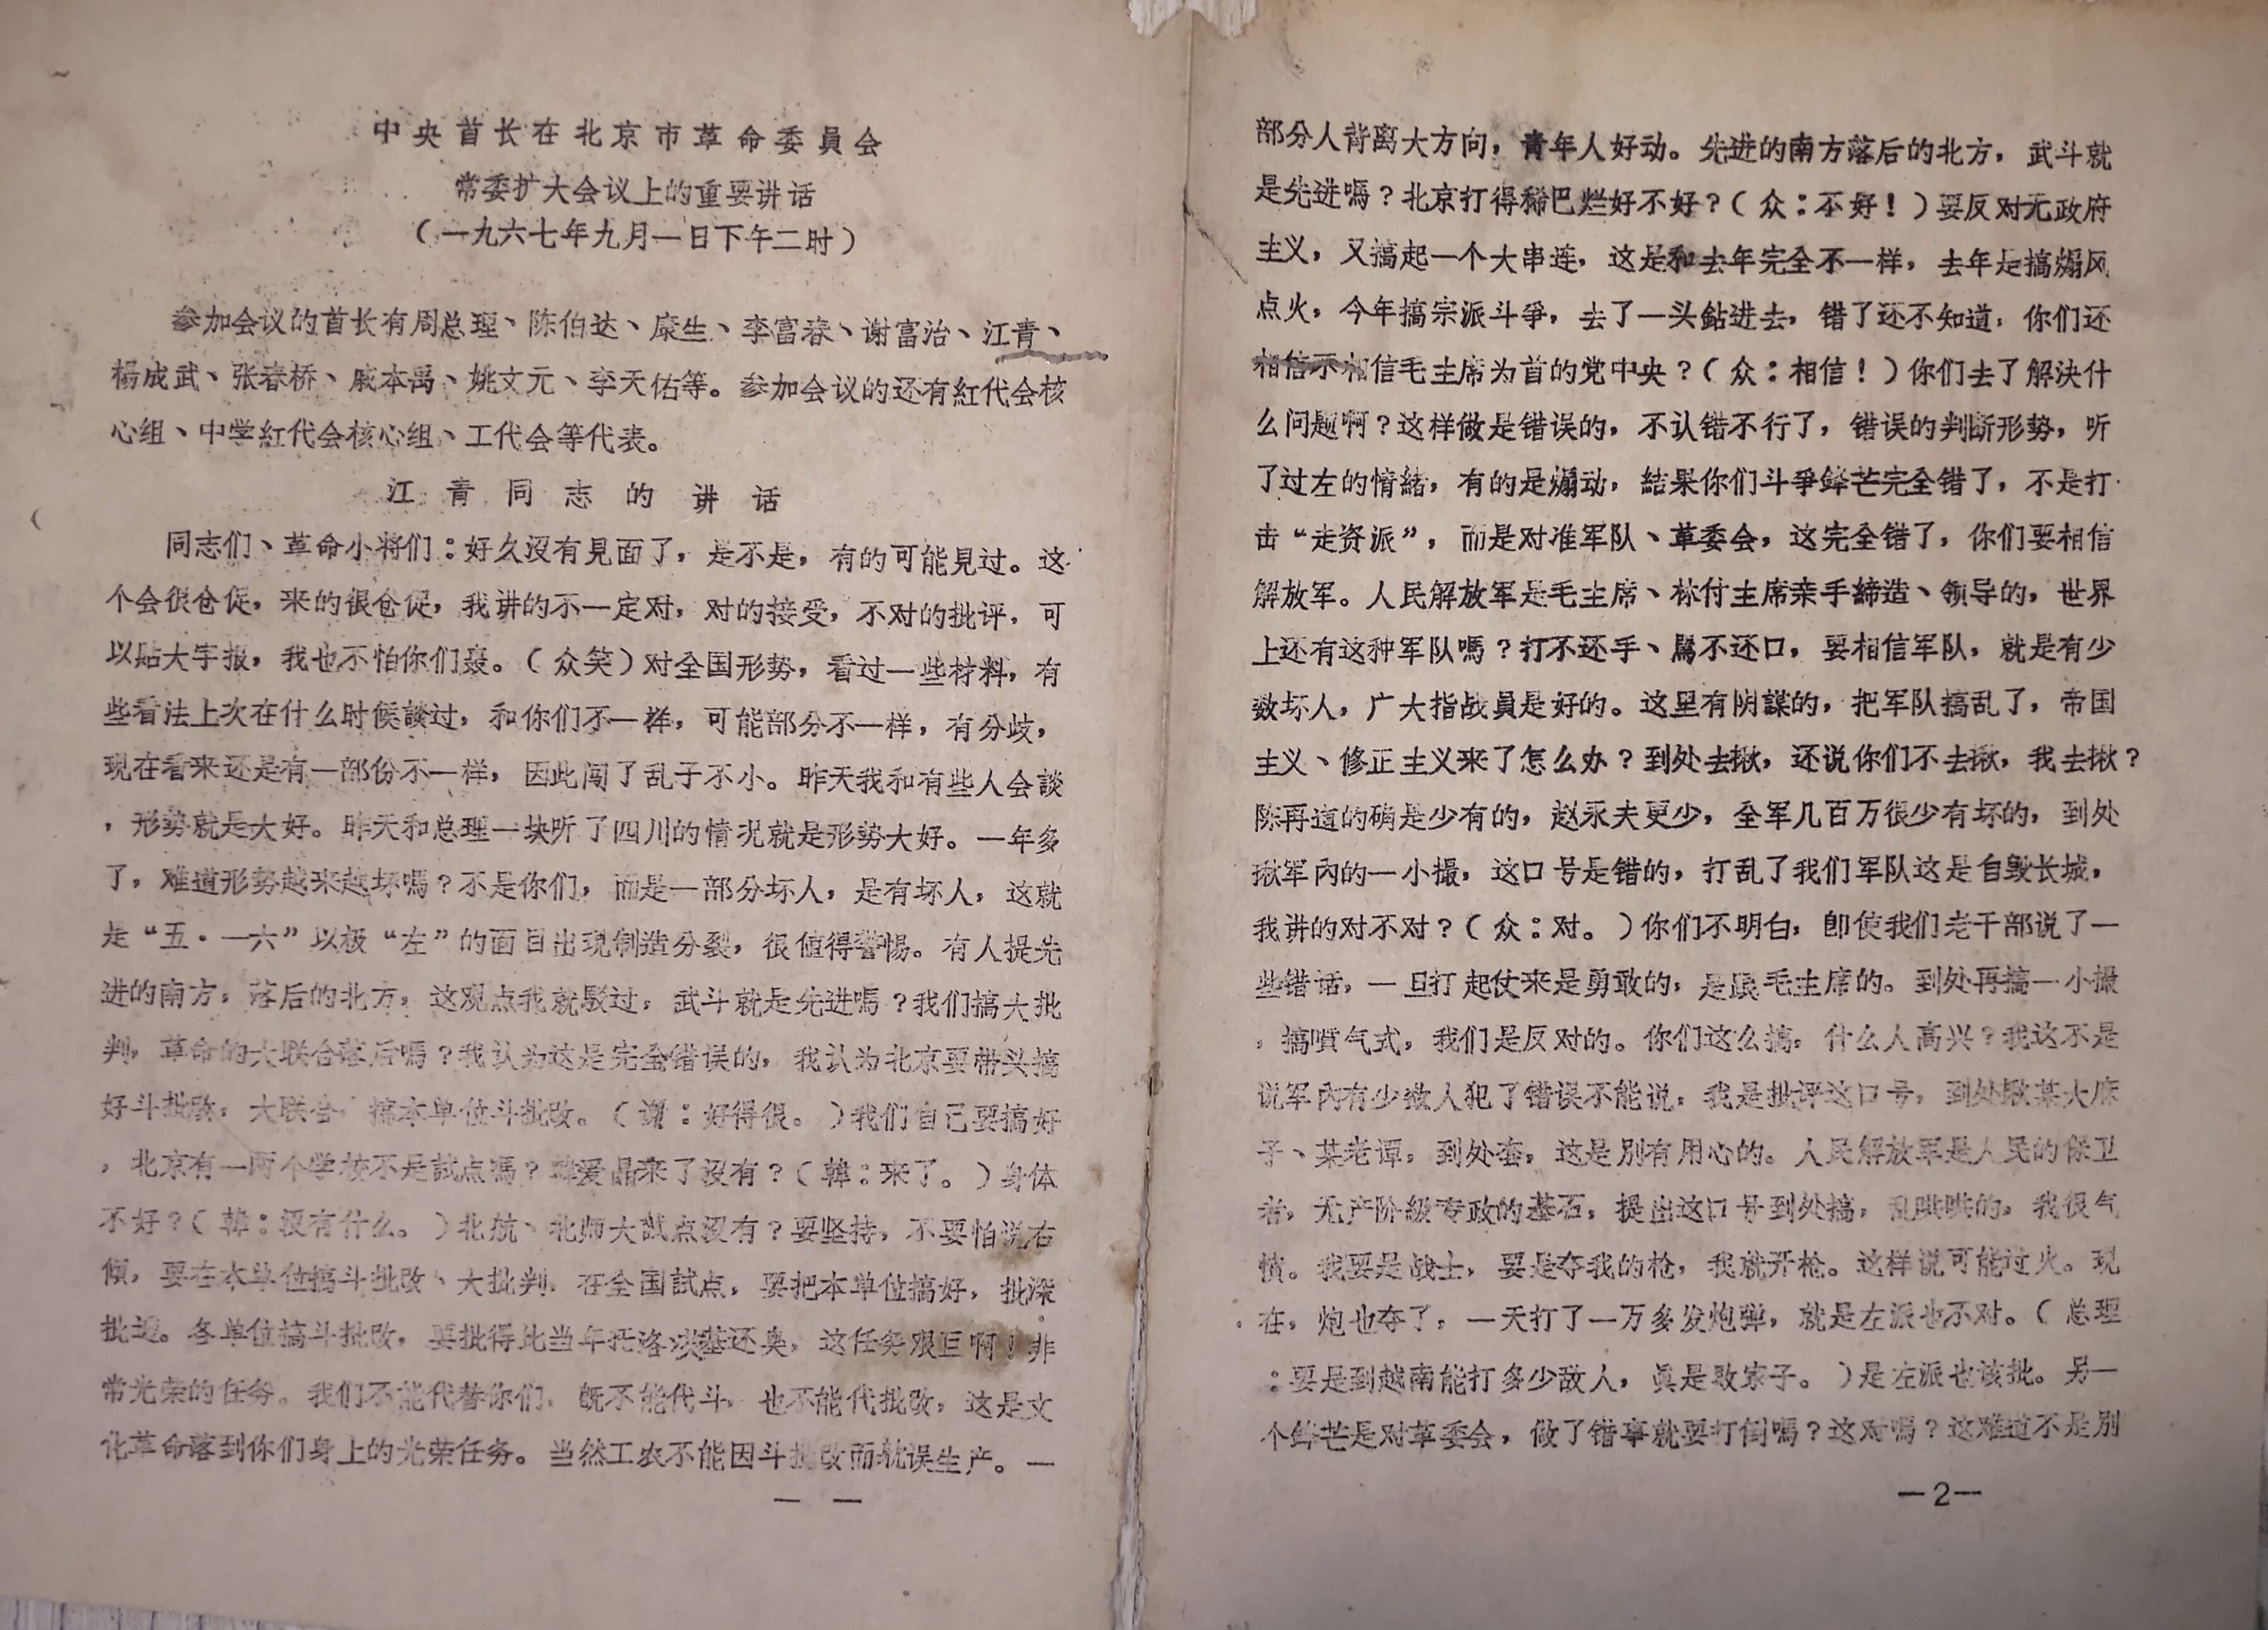 中央首长在北京市革命委員会
常委扩大会议上的重要讲话
（一九六七年九月一日下午二时）
参加会议的首长有周总理、陈伯达、康生、李富春、谢富治、江青、
楊成武、张春桥、戚本禹、姚文元、李天佑等。参加会议的还有紅代会核
心组、中学紅代会核心组、工代会等代表。
江青同志的讲话
同志们、革命小将们：好久没有見面了，是不是，有的可能見过。这
个会很仓促，来的很仓促，我讲的不一定对，对的接受，不对的批评，可
以贴大字报，我也不怕你们轰。（众笑）对全国形势，看过一些材料，有
些看法上次在什么时候談过，和你们不一样，可能部分不一样，有分歧，
現在看来还是有一部份不一样，因此闯了乱子不小。昨天我和有些人会談
，形势就是大好。昨天和总理一块听了四川的情况就是形势大好。一年多
了，难道形势越来越坏嗎？不是你们，而是一部分坏人，是有坏人，这就
是“五·一六”以极“左”的面目出现制造分裂，很值得警惕。有人提先
进的南方，落后的北方，这观点我就駁过，武斗就是先进嗎？我们搞大批
判，革命的大联合落后嗎？我认为这是完全错误的，我认为北京要带头搞
好斗批改，大联合，搞本单位斗批改。（谢：好得很。）我们自己要搞好
，北京有一两个学校不是試点嗎？韓爱晶来了没有？（韓：来了。）身体
不好？（韓：没有什么。）北航、北师大試点没有？要坚持，不要怕说右
倾，要在本单位搞斗批改、大批判，在全国試点，要把本单位搞好，批深
批透。各单位搞斗批改，要批得比当年托洛茨基还臭，这任务艰巨啊！非
常光荣的任务。我们不能代替你们，既不能代斗，也不能代批改，这是文
化革命落到你们身上的光荣任务。当然工农不能因斗批改而躭误生产。一
— —
部分人背离大方向，青年人好动。先进的南方落后的北方，武斗就
是先进嗎？北京打得稀巴烂好不好？（众：不好！）要反对无政府
主义，又搞起一个大串连，这是和去年完全不一样，去年是搞煽风
点火，今年搞宗派斗爭，去了一头鉆进去，错了还不知道，你们还
相信不相信毛主席为首的党中央？（众：相信！）你们去了解決什
么问题啊？这样做是错误的，不认错不行了，错误的判断形势，听
了过左的情緒，有的是煽动，結果你们斗爭鋒芒完全错了，不是打
击“走资派”，而是对准军队、革委会，这完全错了，你们要相信
解放军。人民解放军是毛主席、林付主席亲手締造、领导的，世界
上还有这种军队嗎？打不还手、駡不还口，要相信军队，就是有少
数坏人，广大指战員是好的。这里有阴謀的，把军队搞乱了，帝国
主义、修正主义来了怎么办？到处去揪，还说你们不去揪，我去揪？
陈再道的确是少有的，赵永夫更少，全军几百万很少有坏的，到处
揪军內的一小撮，这口号是错的，打乱了我们军队这是自毁长城，
我讲的对不对？（众：对。）你们不明白，卽使我们老干部说了一
些错话，一旦打起仗来是勇敢的，是跟毛主席的。到处再搞一小撮
，搞噴气式，我们是反对的。你们这么搞，什么人高兴？我这不是
说军內有少数人犯了错误不能说，我是批评这口号，到处揪某大麻
子、某老谭，到处套，这是別有用心的。人民解放军是人民的保卫
者，无产阶級专政的基石，提出这口号到处搞，乱哄哄的，我很气
愤。我要是战士，要是夺我的枪，我就开枪。这样说可能过火。现
在，炮也夺了，一天打了一万多发炮弹，就是左派也不对。（总理
：要是到越南能打多少敌人，眞是敗家子。）是左派也该批。另一
个鋒芒是对革委会，做了错事就要打倒嗎？这对嗎？这难道不是別
—2—